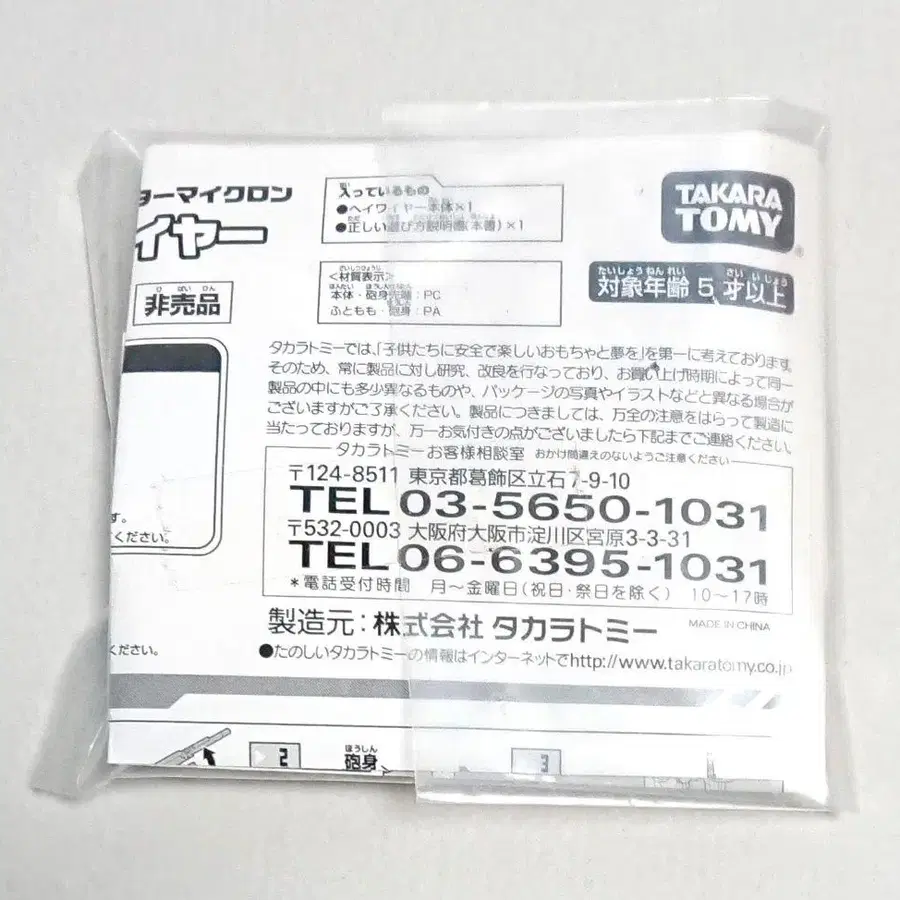 ターマイクロン
イヤー
非売品
入っているもの
●ヘイワイヤー本体×1
●正しい遊び方説明書(本書)×1
<材質表示>
本体・砲身先端:PC
ふともも・砲身:PA
TAKARA
TOMY
対象年齢 5 才以上
タカラトミーでは、「子供たちに安全で楽しいおもちゃと夢を」を第一に考えております。
そのため、常に製品に対し研究、改良を行なっており、お買い上げ時期によって同一
製品の中にも多少異なるものや、パッケージの写真やイラストなどと異なる場合が
ございますがご了承ください。製品につきましては、万全の注意をはらって製造に
当たっておりますが、万一お気付きの点がございましたら下記までご連絡ください。
タカラトミーお客様相談室 おかけ間違えのないようご注意ください
〒124-8511 東京都葛飾区立石7-9-10
TEL 03-5650-1031
〒532-0003 大阪府大阪市淀川区宮原3-3-31
TEL 06-6395-1031
*電話受付時間 月〜金曜日(祝日・祭日を除く) 10〜17時
製造元:株式会社 タカラトミー MADE IN CHINA
●たのしいタカラトミーの情報はインターネットでhttp://www.takaratomy.co.jp
す。
ください。
ください。
2
砲身
3